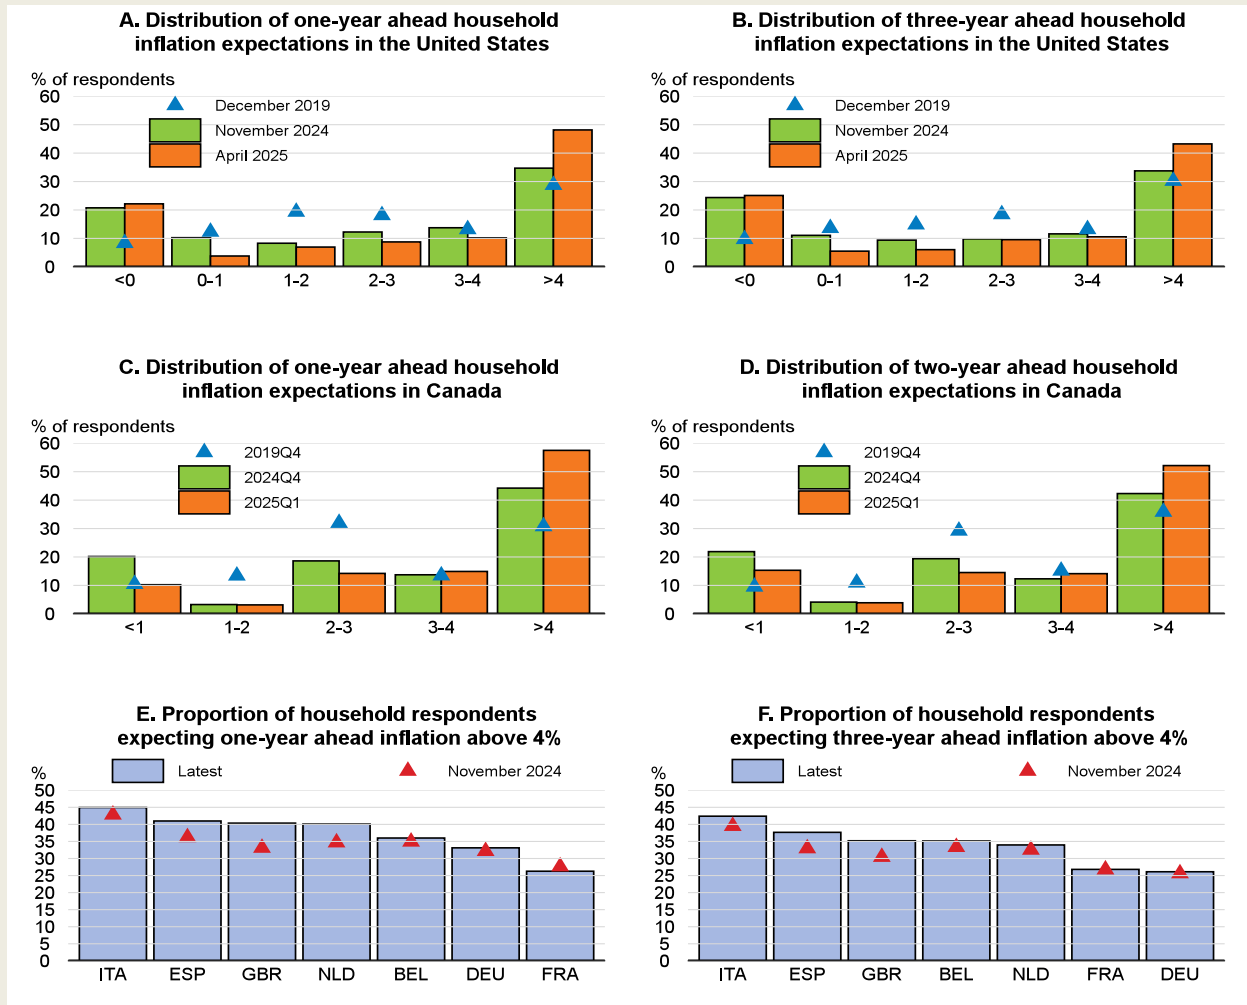 A. Distribution of one-year ahead household
inflation expectations in the United States
% of respondents
60
50
40
30
20
10
0
December 2019
November 2024
April 2025
<0 0-1 1-2 2-3 3-4 >4
B. Distribution of three-year ahead household
inflation expectations in the United States
% of respondents
60
50
40
30
20
10
0
December 2019
November 2024
April 2025
<0 0-1 1-2 2-3 3-4 >4
C. Distribution of one-year ahead household
inflation expectations in Canada
% of respondents
60
50
40
30
20
10
0
2019Q4
2024Q4
2025Q1
<1 1-2 2-3 3-4 >4
D. Distribution of two-year ahead household
inflation expectations in Canada
% of respondents
60
50
40
30
20
10
0
2019Q4
2024Q4
2025Q1
<1 1-2 2-3 3-4 >4
E. Proportion of household respondents
expecting one-year ahead inflation above 4%
%
Latest November 2024
50
45
40
35
30
25
20
15
10
5
0
ITA ESP GBR NLD BEL DEU FRA
F. Proportion of household respondents
expecting three-year ahead inflation above 4%
%
Latest November 2024
50
45
40
35
30
25
20
15
10
5
0
ITA ESP GBR BEL NLD FRA DEU